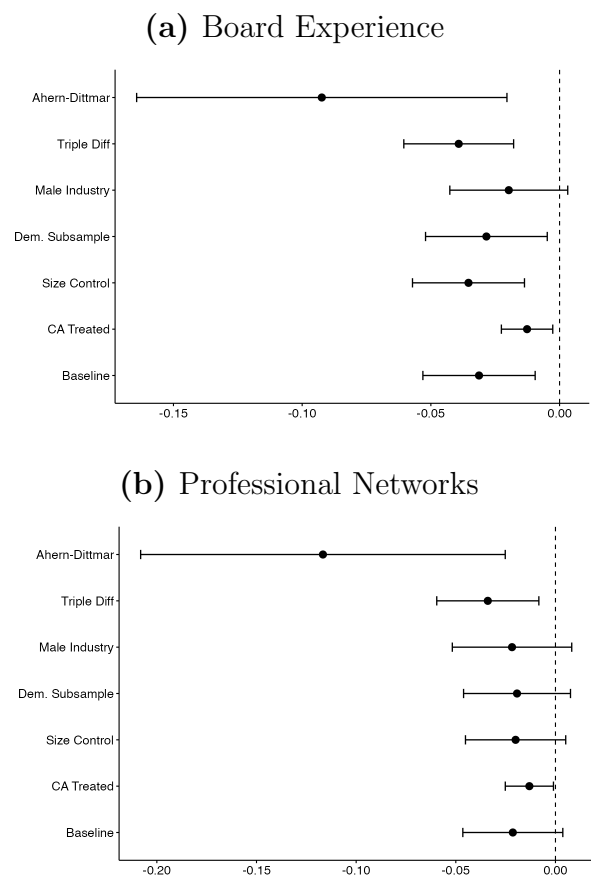 (a) Board Experience
Ahern-Dittmar
Triple Diff
Male Industry
Dem. Subsample
Size Control
CA Treated
Baseline
-0.15 -0.10 -0.05 0.00
(b) Professional Networks
Ahern-Dittmar
Triple Diff
Male Industry
Dem. Subsample
Size Control
CA Treated
Baseline
-0.20 -0.15 -0.10 -0.05 0.00